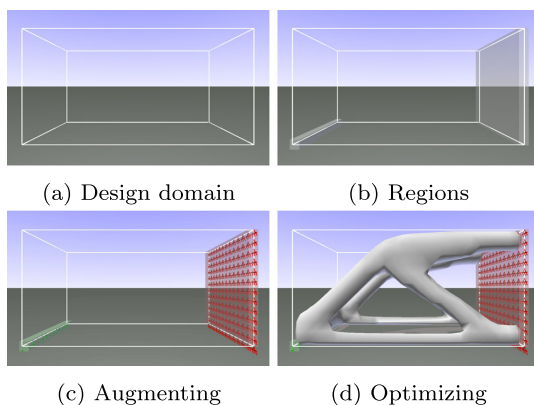 (a) Design domain
(b) Regions
(c) Augmenting
(d) Optimizing